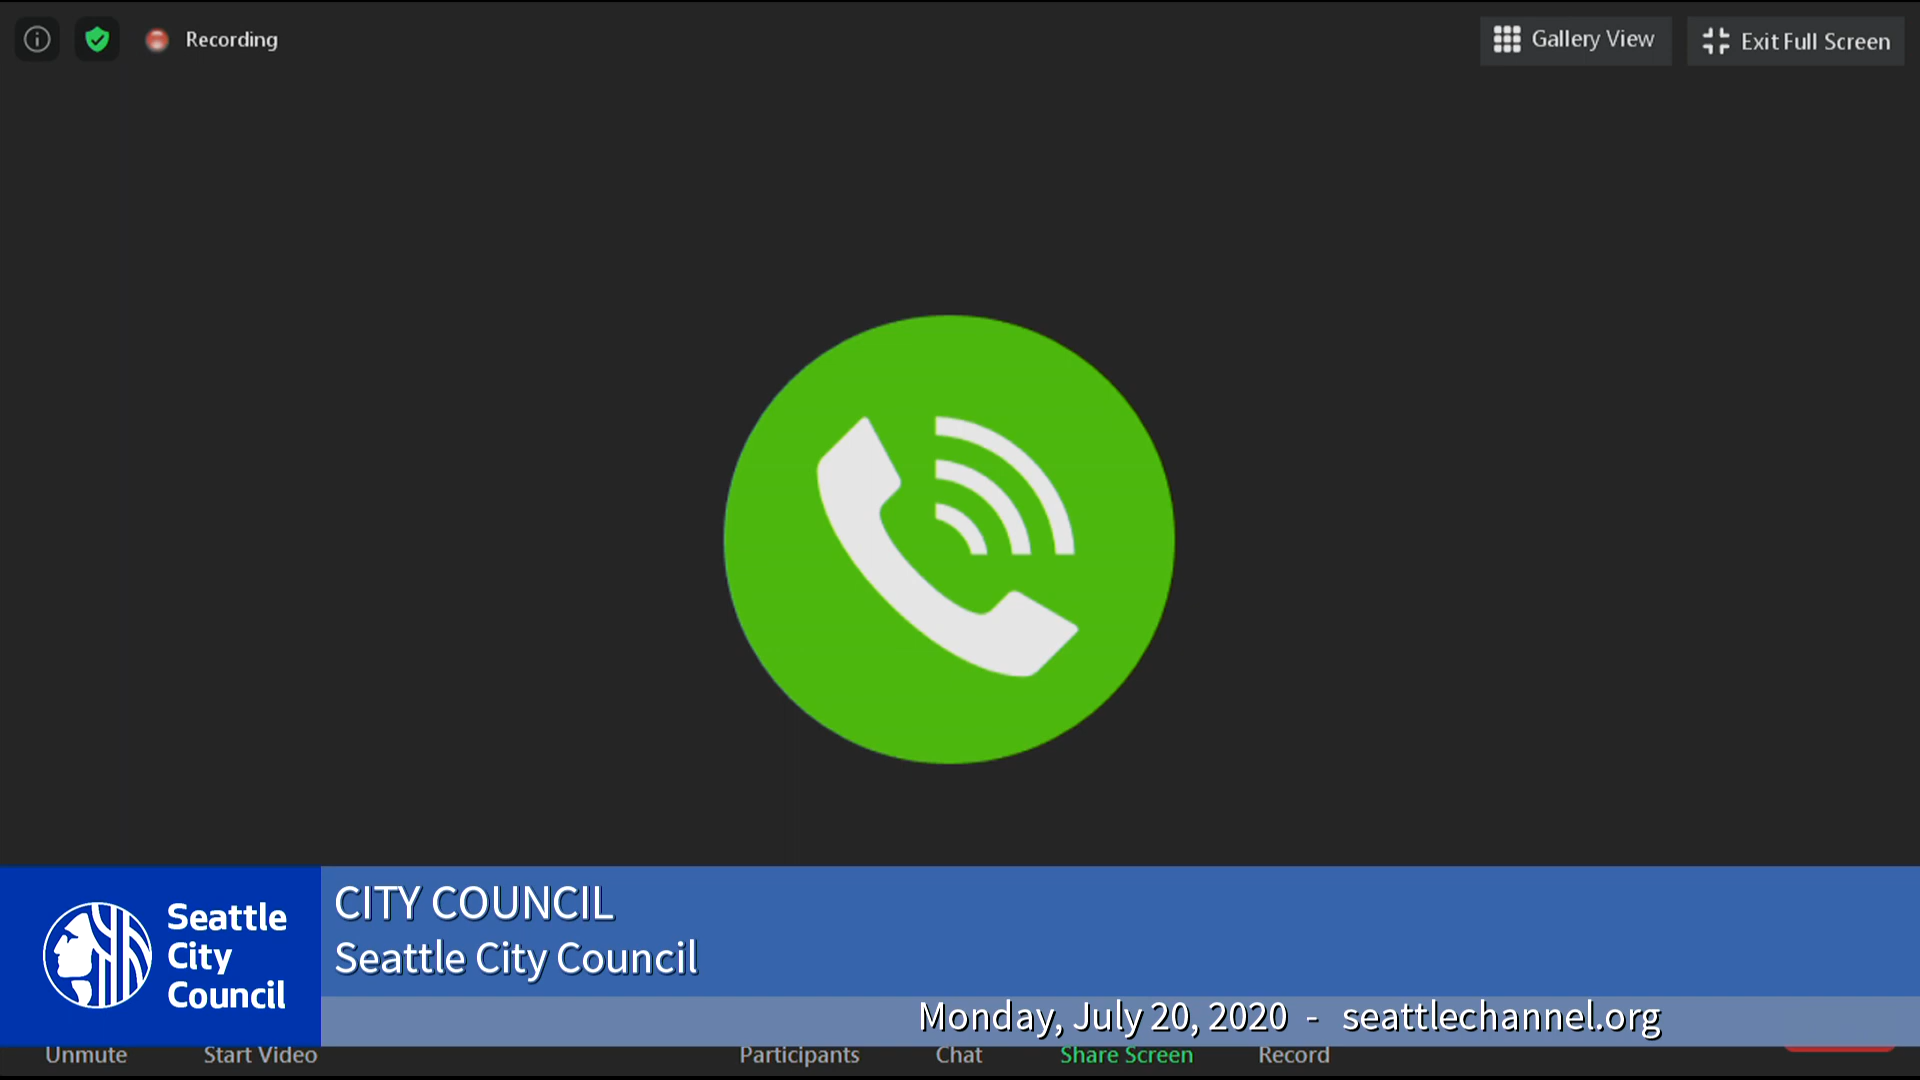 Recording
Gallery View
Exit Full Screen
Seattle
City
Council
CITY COUNCIL
Seattle City Council
Monday, July 20, 2020 - seattlechannel.org
Unmute
Start Video
Participants
Chat
Share Screen
Record